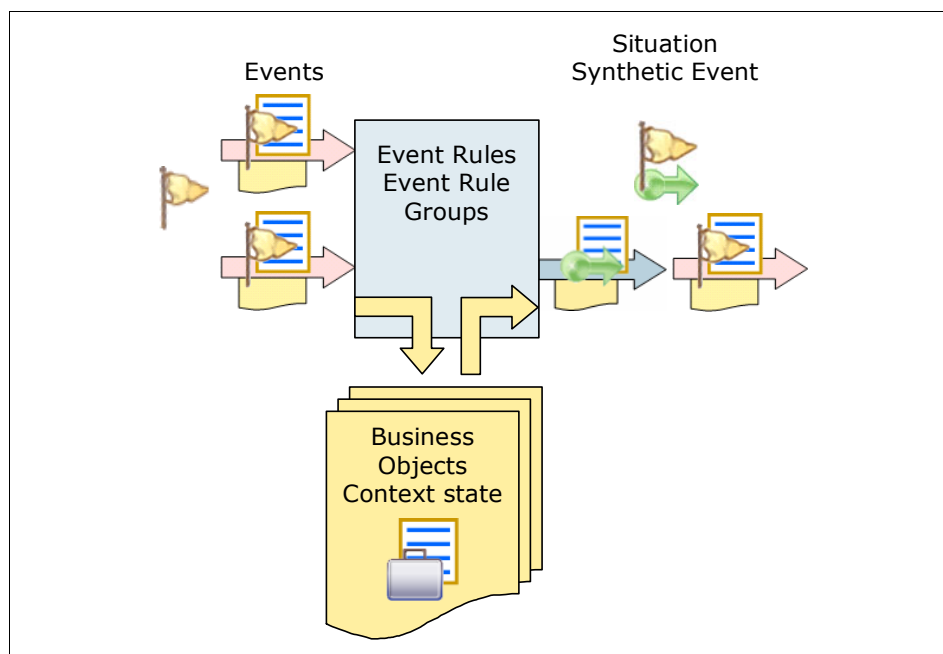 Situation
Synthetic Event
Events
Event Rules
Event Rule
Groups
Business
Objects
Context state